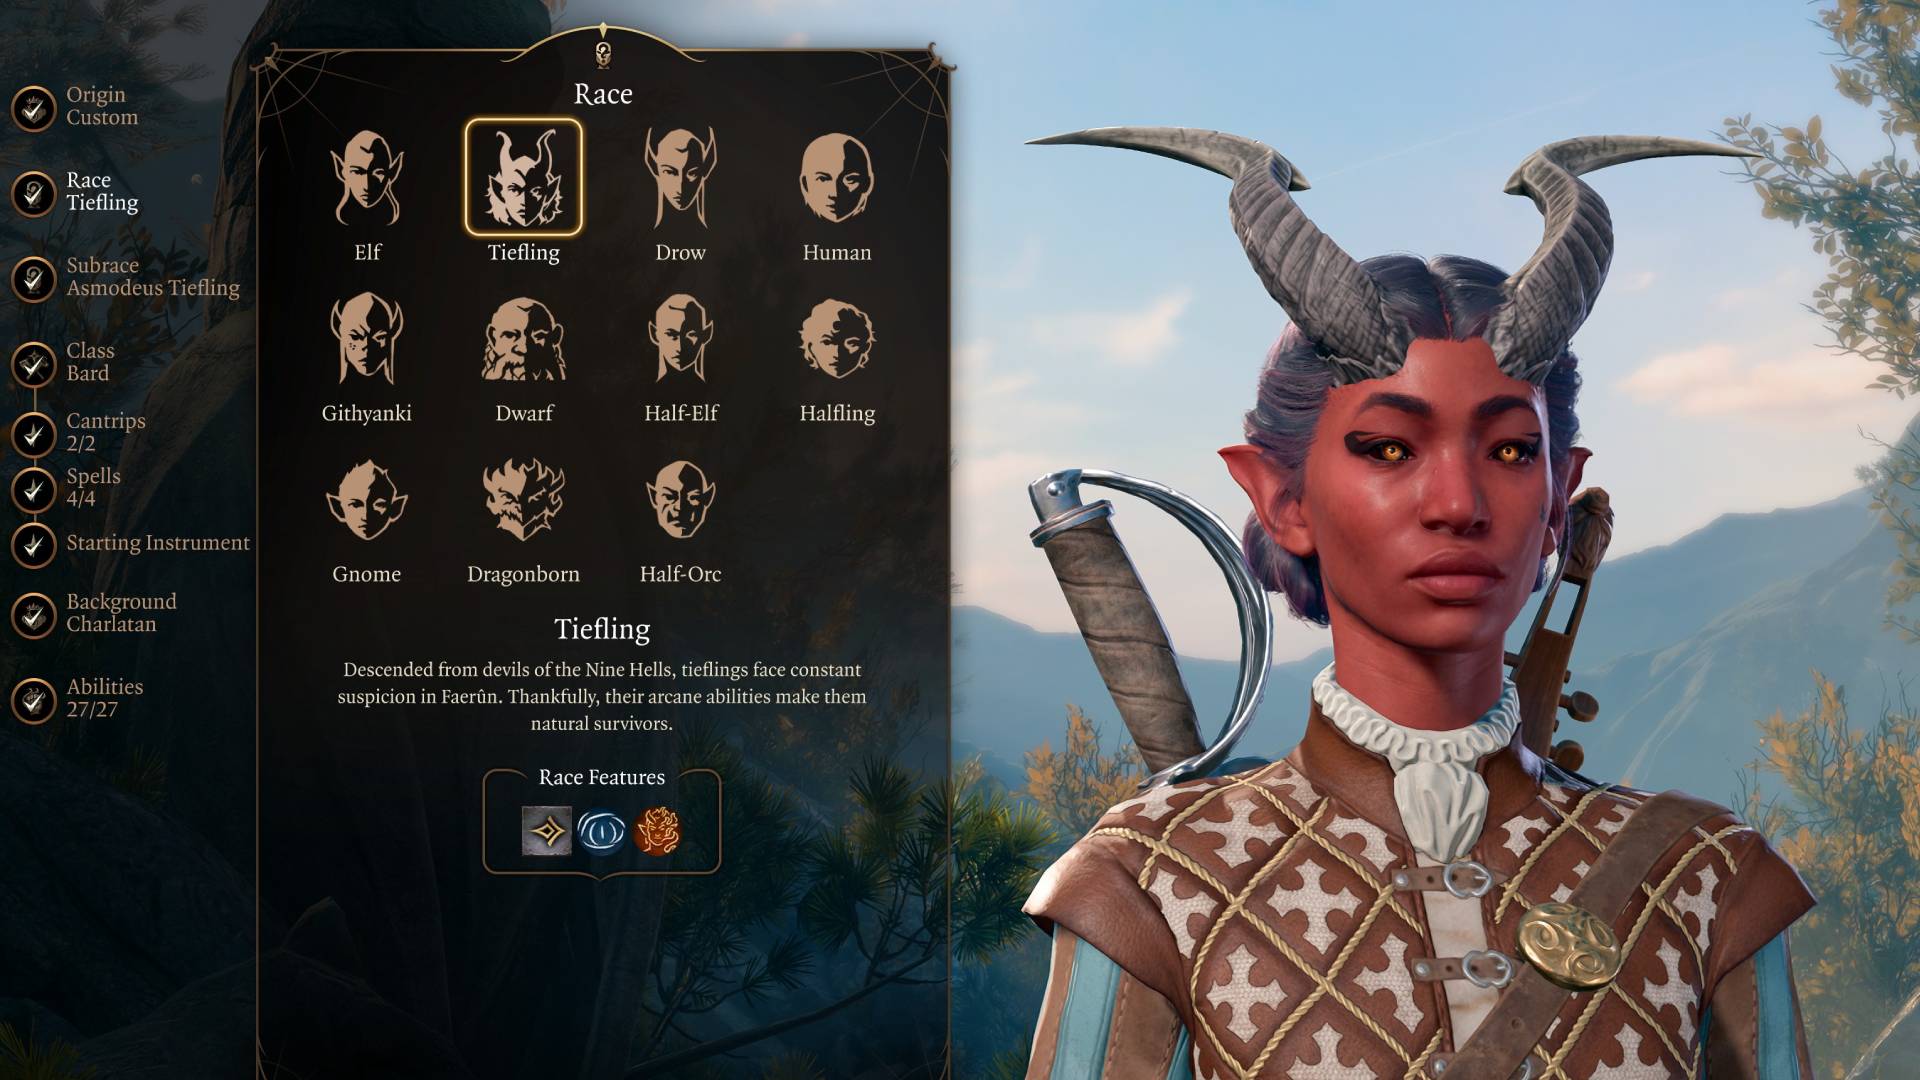 Origin
Custom
Race
Tiefling
Subrace
Asmodeus Tiefling
Class
Bard
Cantrips
2/2
Spells
4/4
Starting Instrument
Background
Charlatan
Abilities
27/27
Race
Elf
Tiefling
Drow
Human
Githyanki
Dwarf
Half-Elf
Halfling
Gnome
Dragonborn
Half-Orc
Tiefling
Descended from devils of the Nine Hells, tieflings face constant
suspicion in Faerûn. Thankfully, their arcane abilities make them
natural survivors.
Race Features